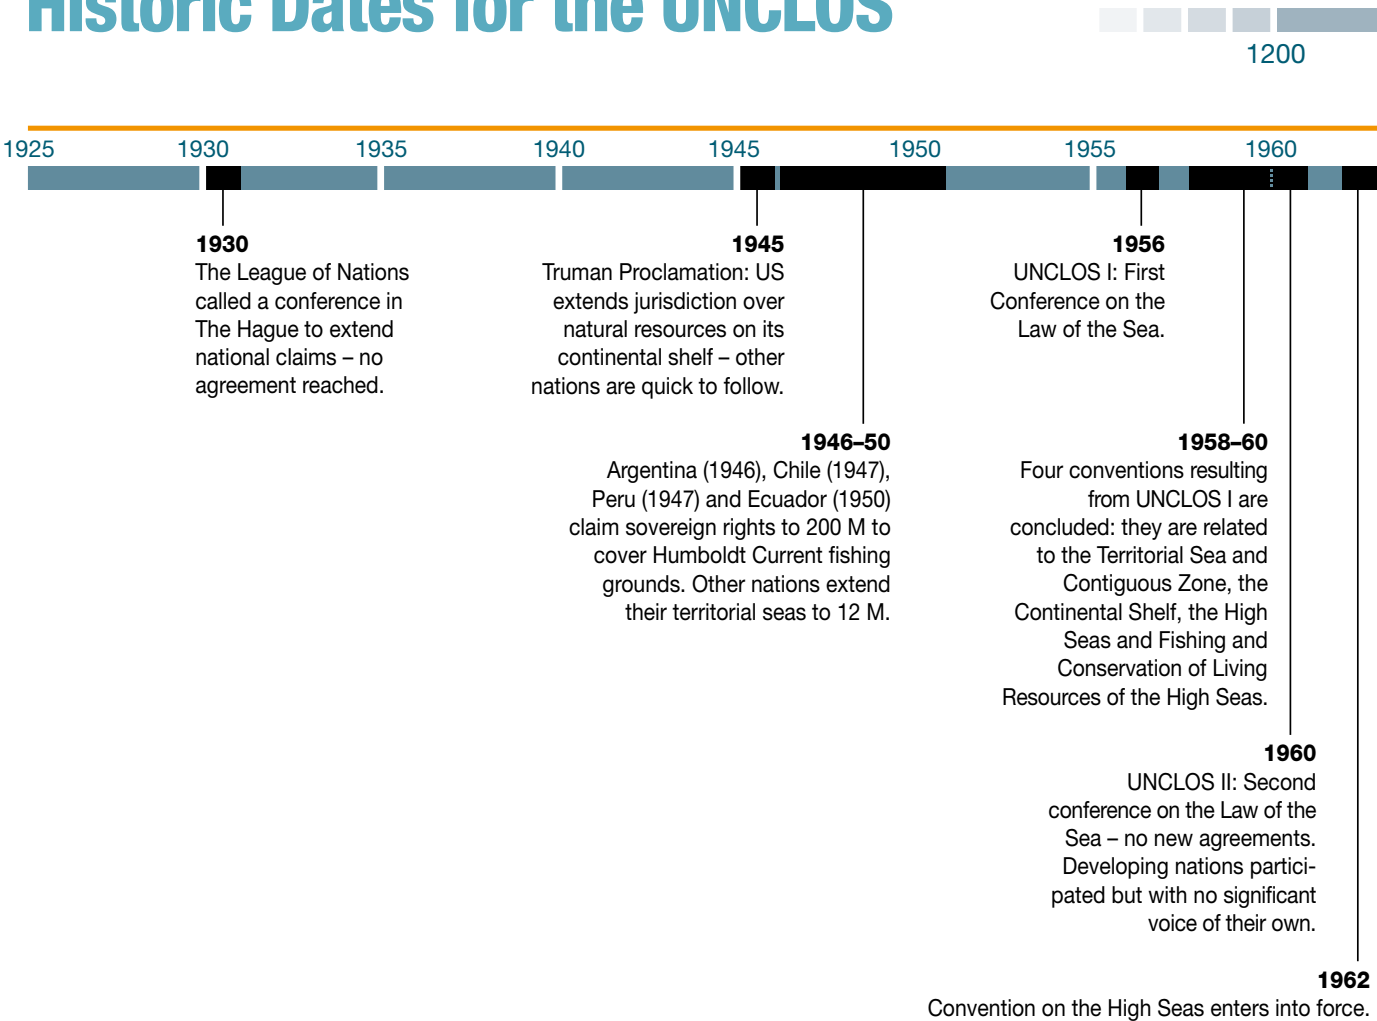 Historic Dates for the UNCLOS
1200
1925 1930 1935 1940 1945 1950 1955 1960
1930
The League of Nations
called a conference in
The Hague to extend
national claims – no
agreement reached.
1945
Truman Proclamation: US
extends jurisdiction over
natural resources on its
continental shelf – other
nations are quick to follow.
1956
UNCLOS I: First
Conference on the
Law of the Sea.
1946–50
Argentina (1946), Chile (1947),
Peru (1947) and Ecuador (1950)
claim sovereign rights to 200 M to
cover Humboldt Current fishing
grounds. Other nations extend
their territorial seas to 12 M.
1958–60
Four conventions resulting
from UNCLOS I are
concluded: they are related
to the Territorial Sea and
Contiguous Zone, the
Continental Shelf, the High
Seas and Fishing and
Conservation of Living
Resources of the High Seas.
1960
UNCLOS II: Second
conference on the Law of the
Sea – no new agreements.
Developing nations partici-
pated but with no significant
voice of their own.
1962
Convention on the High Seas enters into force.